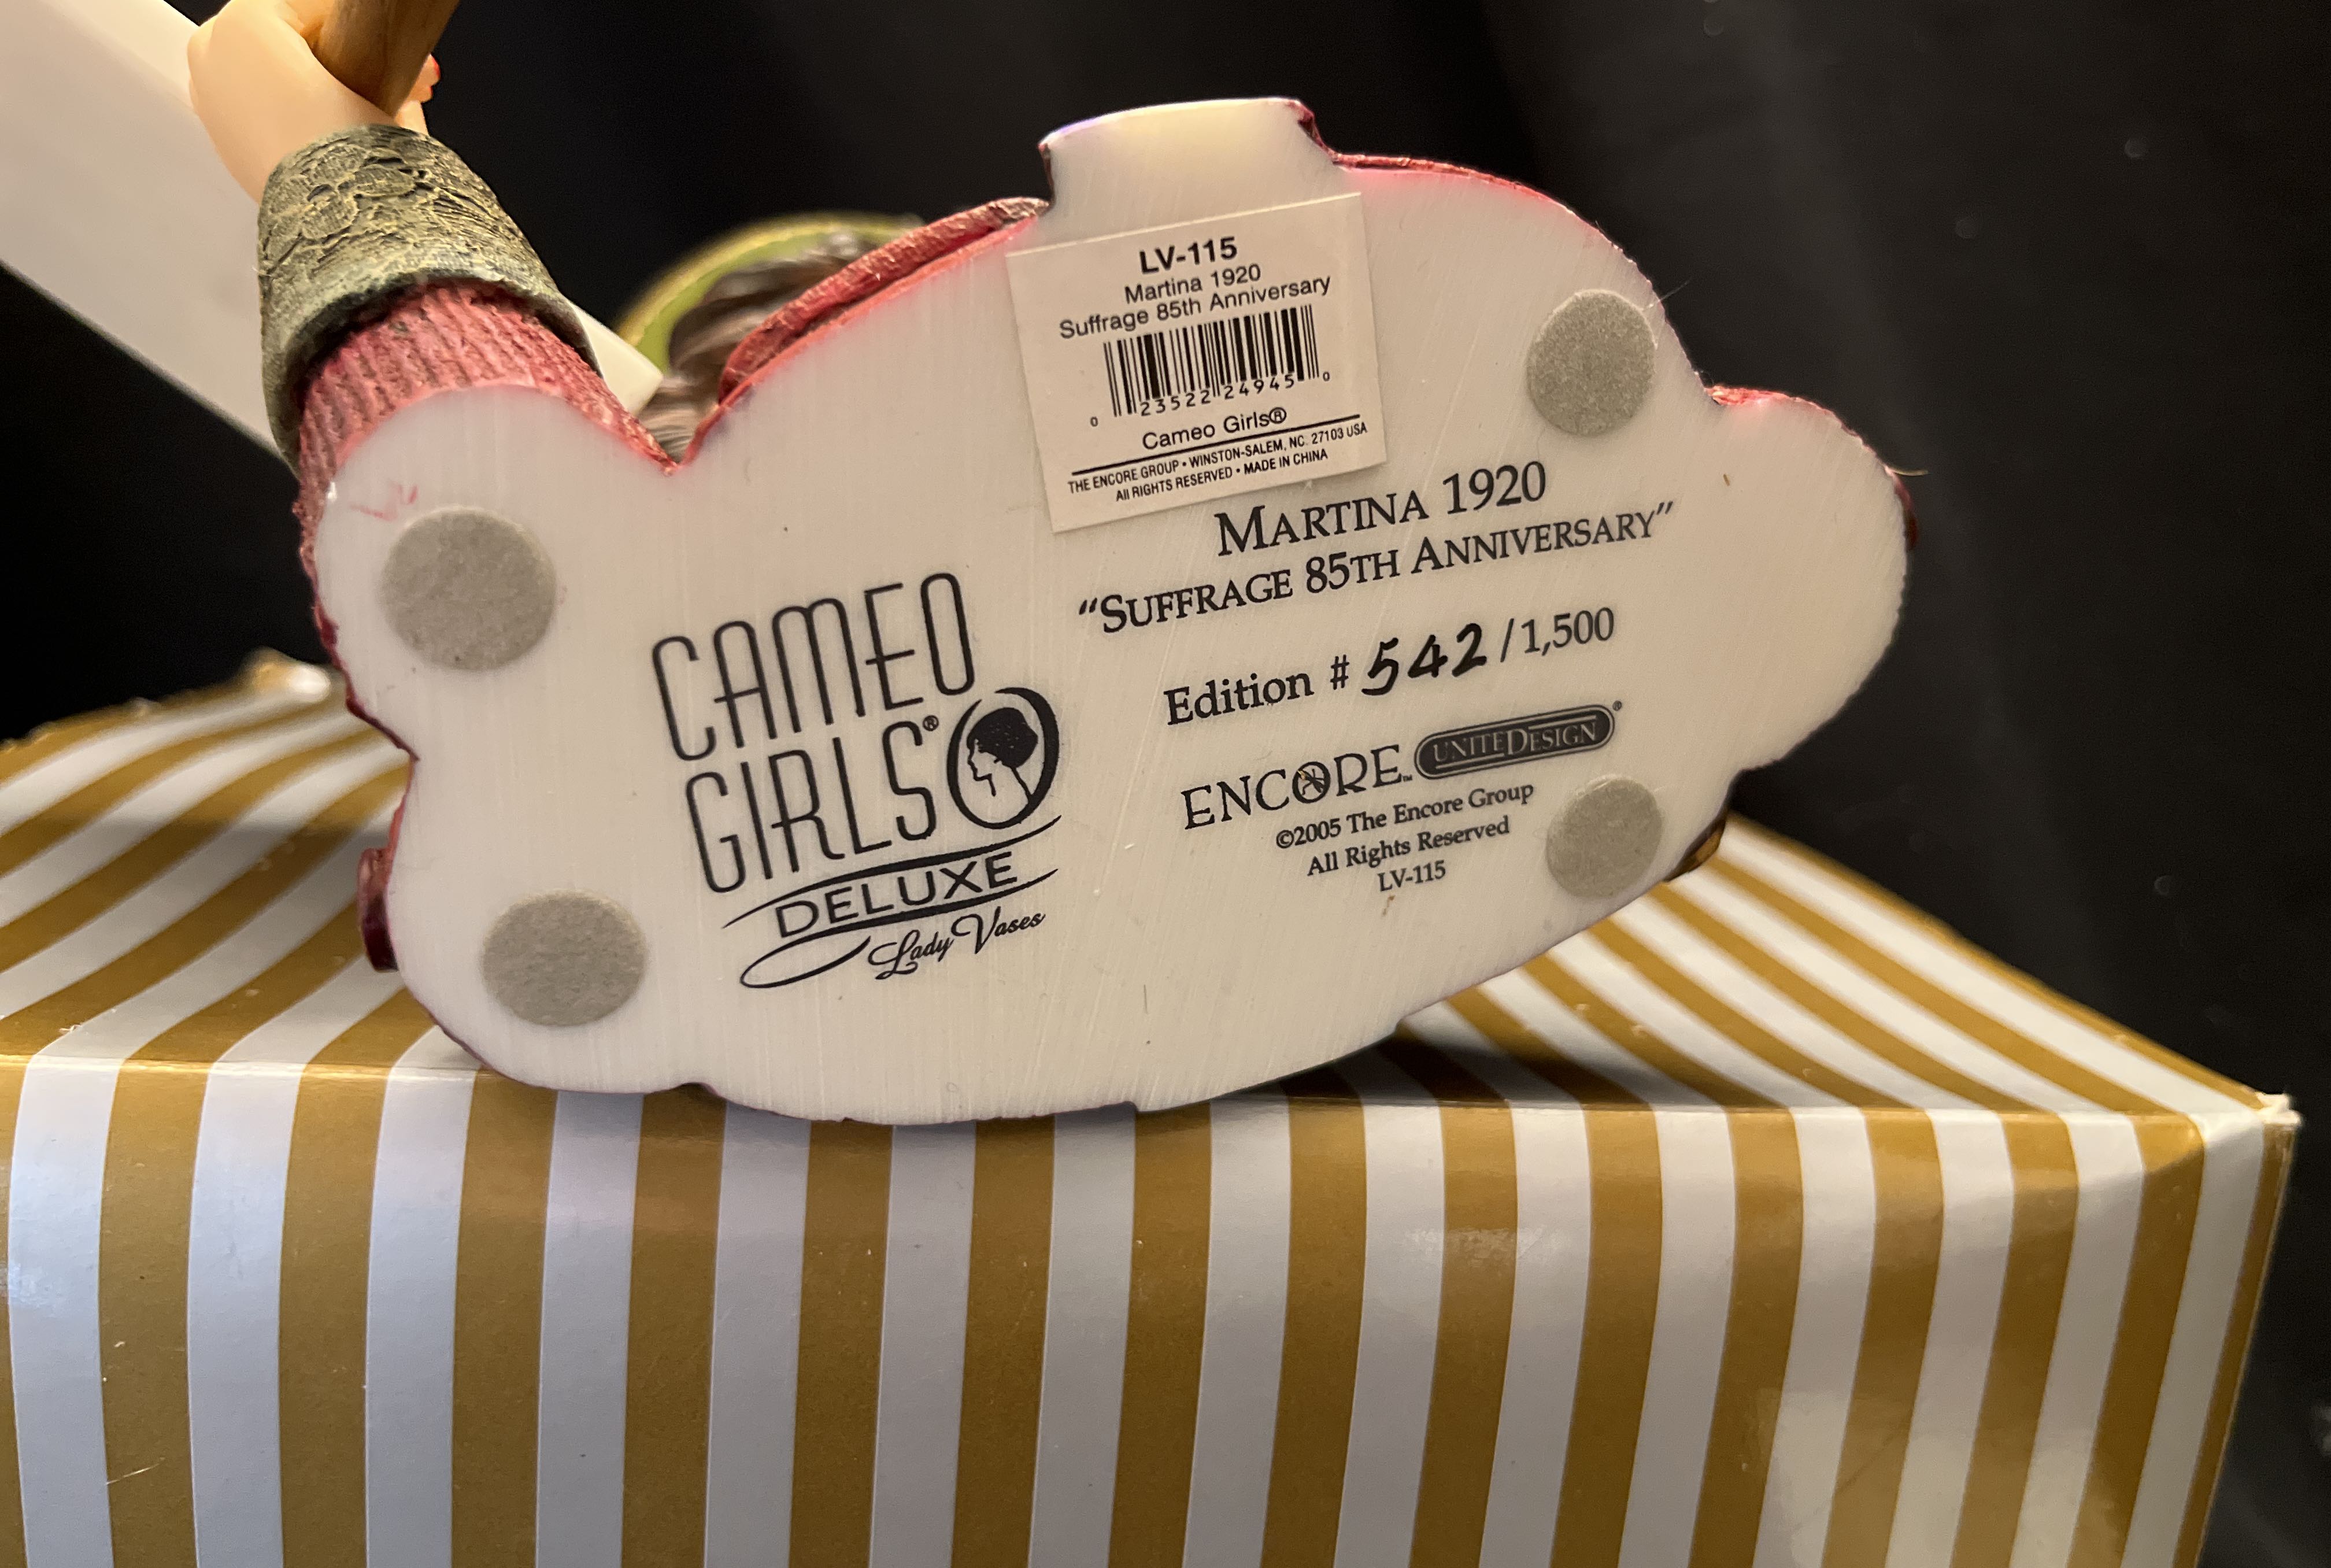 LV-115
Martina 1920
Suffrage 85th Anniversary
0 23522 24945 0
Cameo Girls®
THE ENCORE GROUP • WINSTON-SALEM, NC. 27103 USA
All RIGHTS RESERVED • MADE IN CHINA
MARTINA 1920
"SUFFRAGE 85TH ANNIVERSARY"
Edition # 542 / 1,500
CAMEO
GIRLS®
DELUXE
Lady Vases
ENCORE™ UNITEDESIGN®
©2005 The Encore Group
All Rights Reserved
LV-115